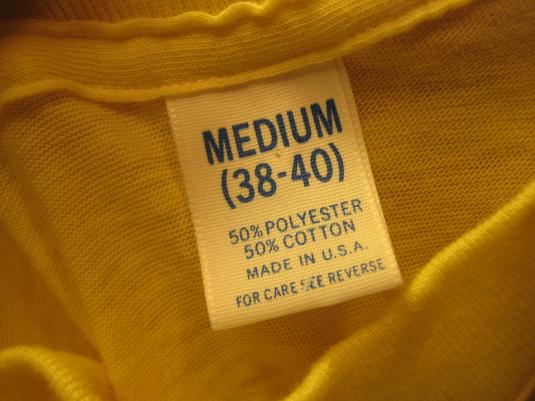 MEDIUM
(38-40)
50% POLYESTER
50% COTTON
MADE IN U.S.A.
FOR CARE SEE REVERSE